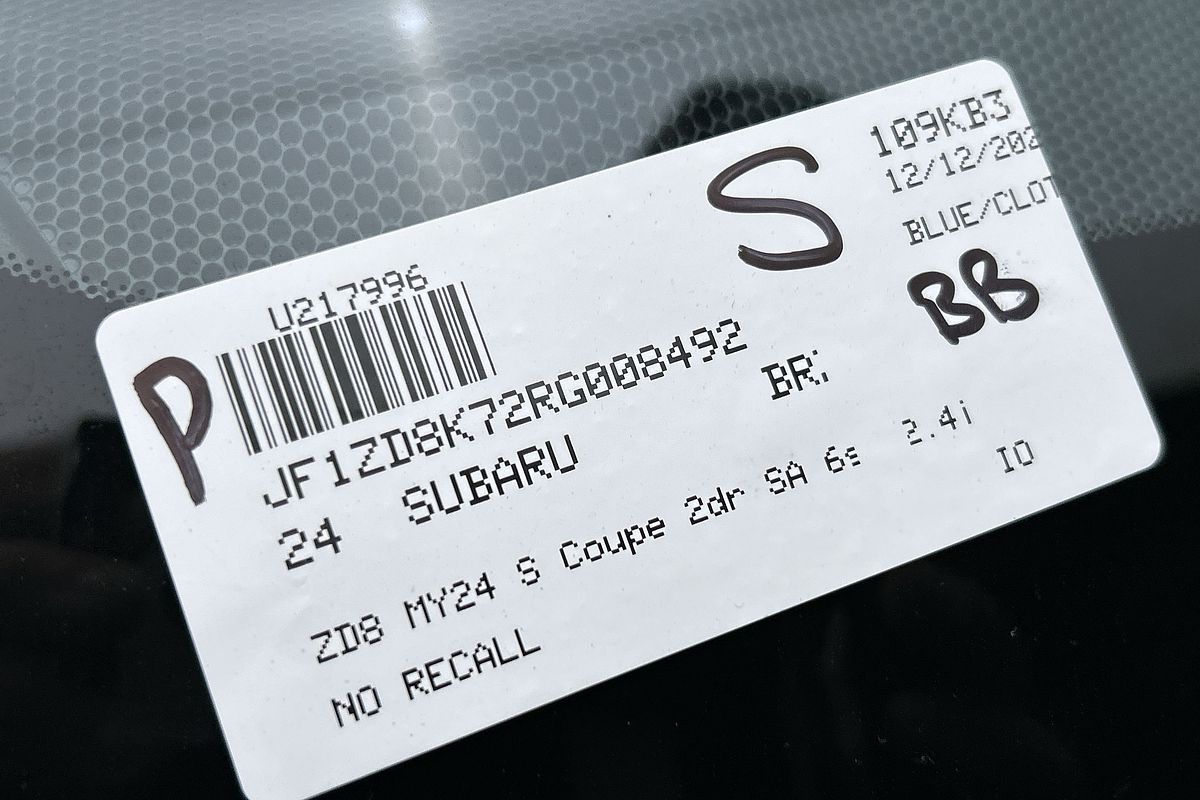 U217996
P
JF1ZD8K72RG008492
24 SUBARU BR
ZD8 MY24 S Coupe 2dr SA 6s 2.4i
NO RECALL
IO
S
109KB3
12/12/202
BLUE/CLOT
BB